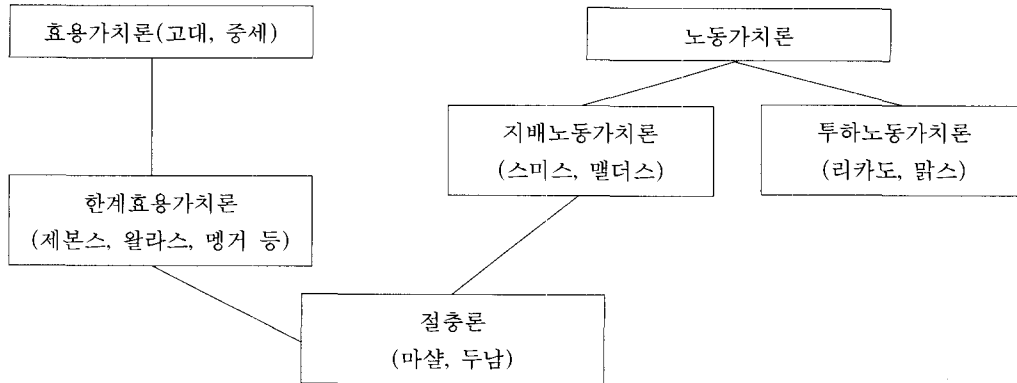 효용가치론(고대, 중세)
노동가치론
지배노동가치론
(스미스, 맬더스)
투하노동가치론
(리카도, 맑스)
한계효용가치론
(제본스, 왈라스, 멩거 등)
절충론
(마샬, 두남)